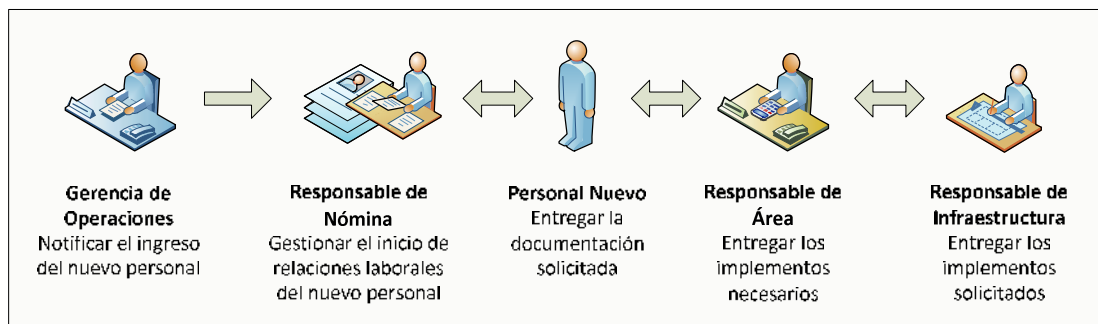 Gerencia de
Operaciones
Notificar el ingreso
del nuevo personal
Responsable de
Nómina
Gestionar el inicio de
relaciones laborales
del nuevo personal
Personal Nuevo
Entregar la
documentación
solicitada
Responsable de
Área
Entregar los
implementos
necesarios
Responsable de
Infraestructura
Entregar los
implementos
solicitados